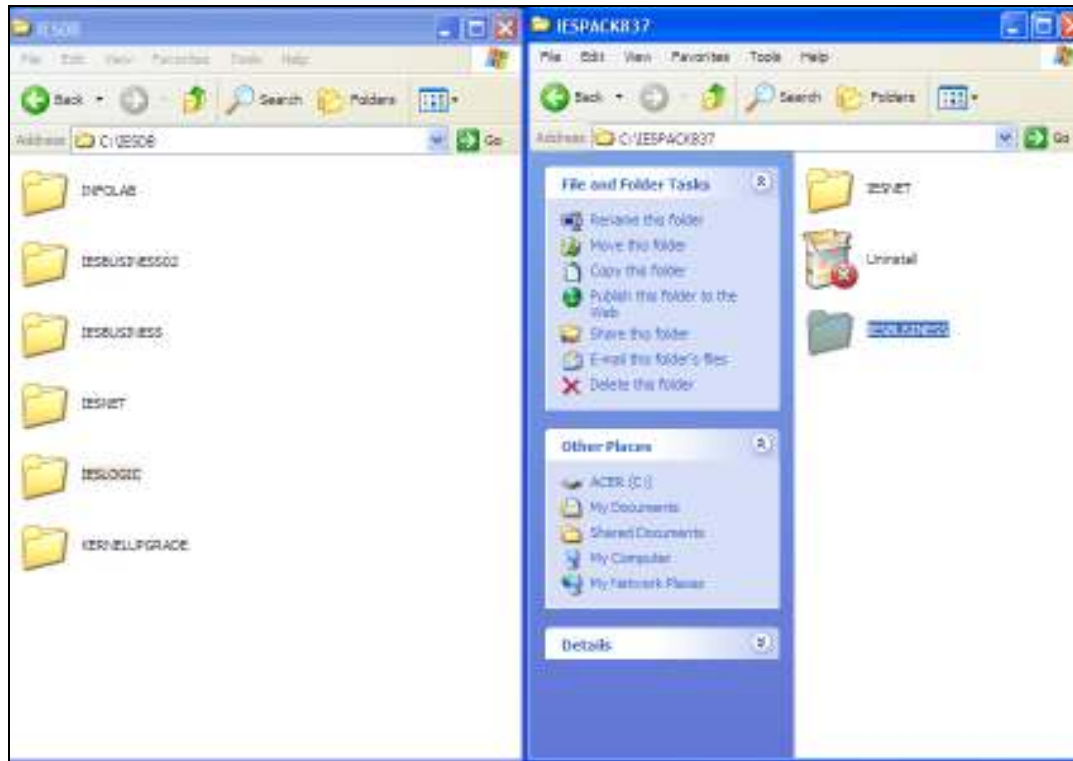 IESDB
File Edit View Favorites Tools Help
Back Search Folders
Address C:\IESDB Go
INFOLAB
IESBUSINESS02
IESBUSINESS
IESNET
IESLOGIC
KERNELUPGRADE
IESPACK837
File Edit View Favorites Tools Help
Back Search Folders
Address C:\IESPACK837 Go
File and Folder Tasks
Rename this folder
Move this folder
Copy this folder
Publish this folder to the
Web
Share this folder
E-mail this folder's files
Delete this folder
Other Places
ACER (C:)
My Documents
Shared Documents
My Computer
My Network Places
Details
IESNET
Uninstall
IESBUSINESS